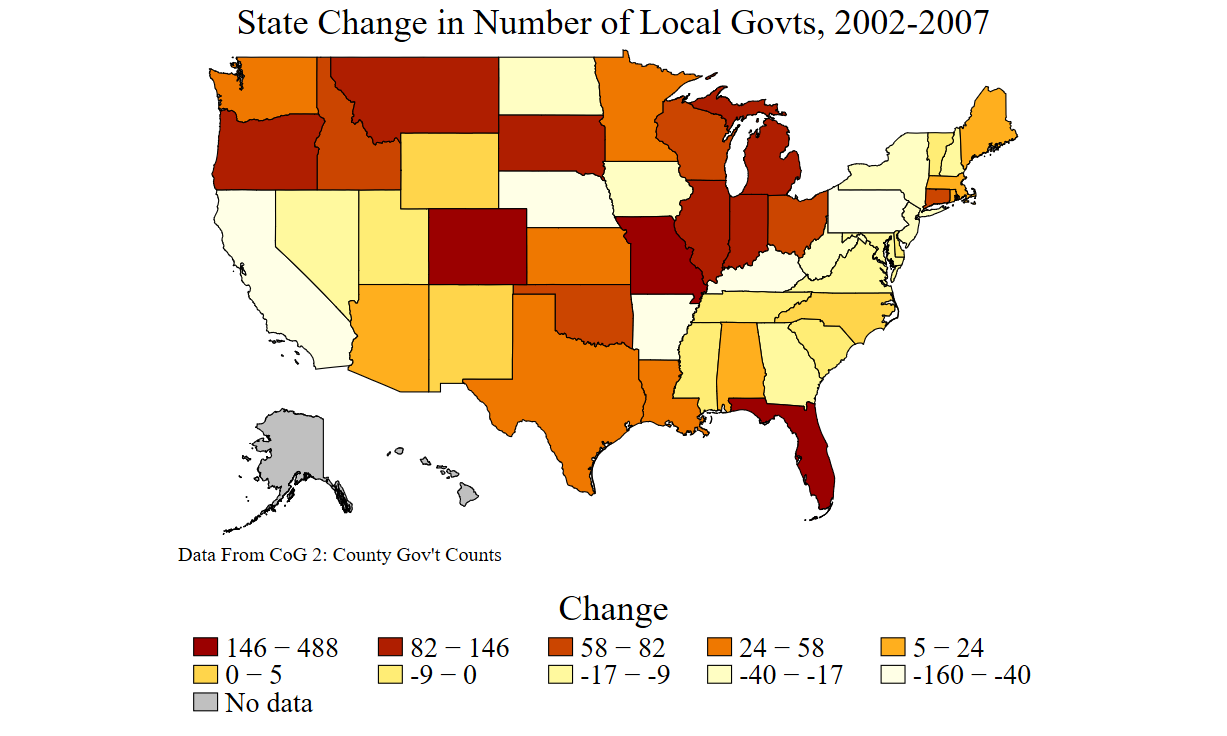 State Change in Number of Local Govts, 2002-2007
Data From CoG 2: County Gov't Counts
Change
146 − 488 82 − 146 58 − 82 24 − 58 5 − 24
0 − 5 -9 − 0 -17 − -9 -40 − -17 -160 − -40
No data